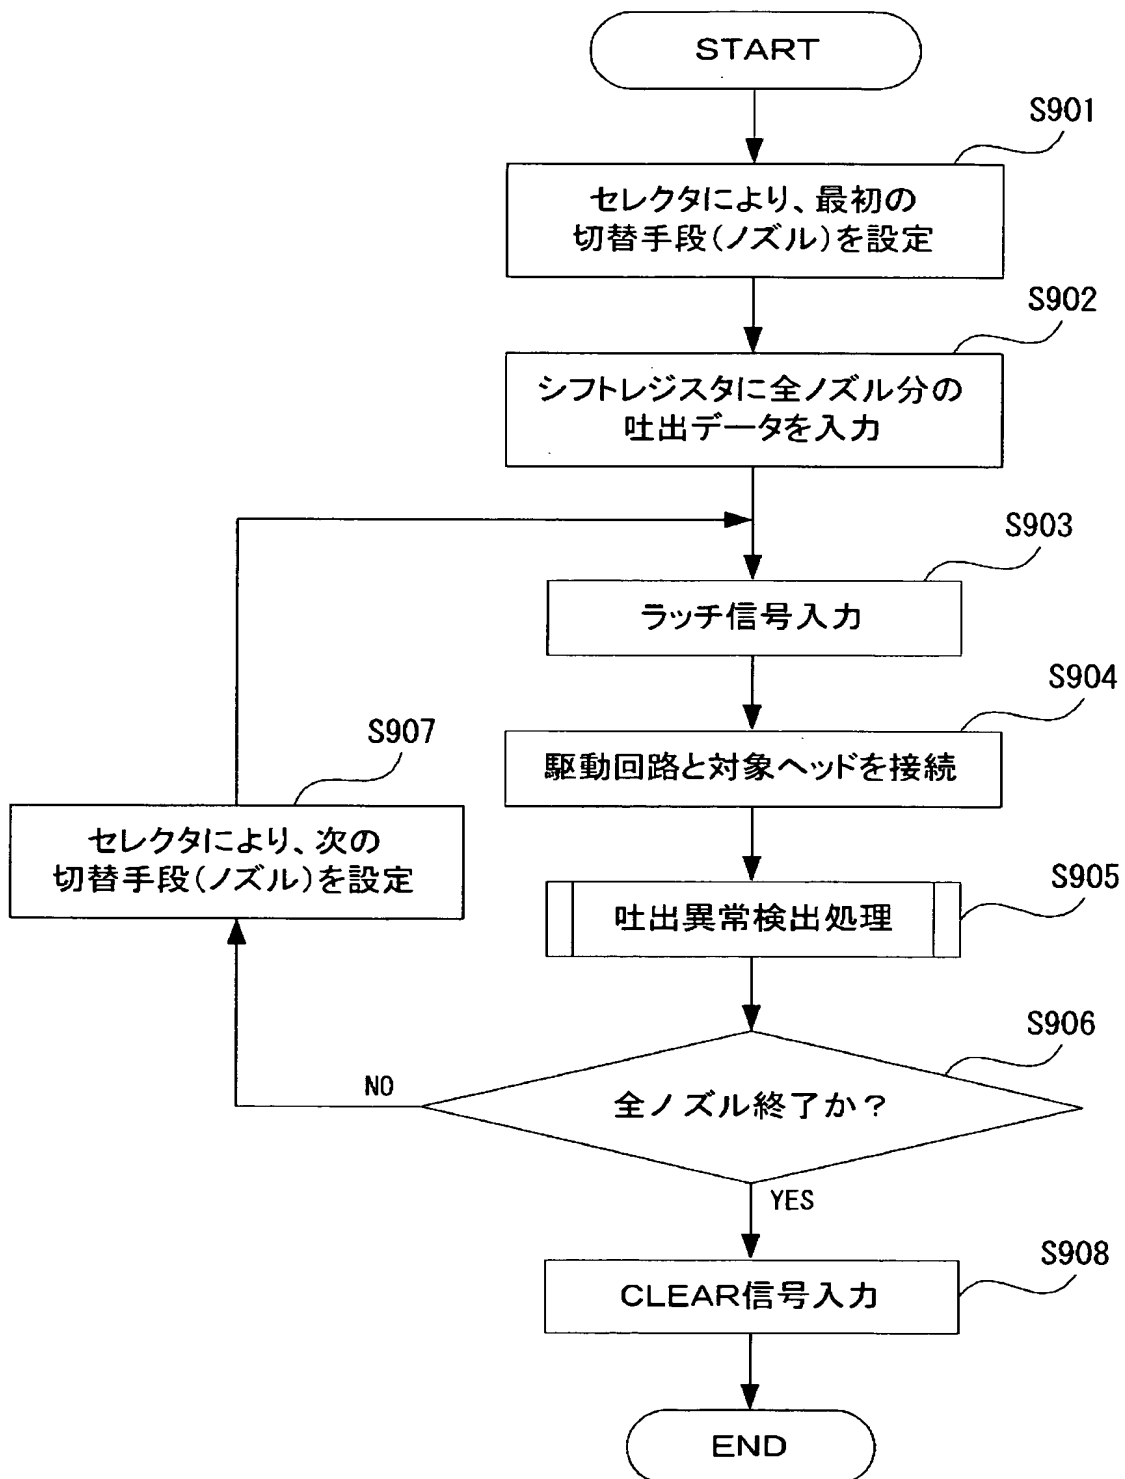 START
S901
セレクタにより、最初の
切替手段(ノズル)を設定
S902
シフトレジスタに全ノズル分の
吐出データを入力
S903
ラッチ信号入力
S904
駆動回路と対象ヘッドを接続
S907
セレクタにより、次の
切替手段(ノズル)を設定
S905
吐出異常検出処理
S906
全ノズル終了か?
NO
YES
S908
CLEAR信号入力
END